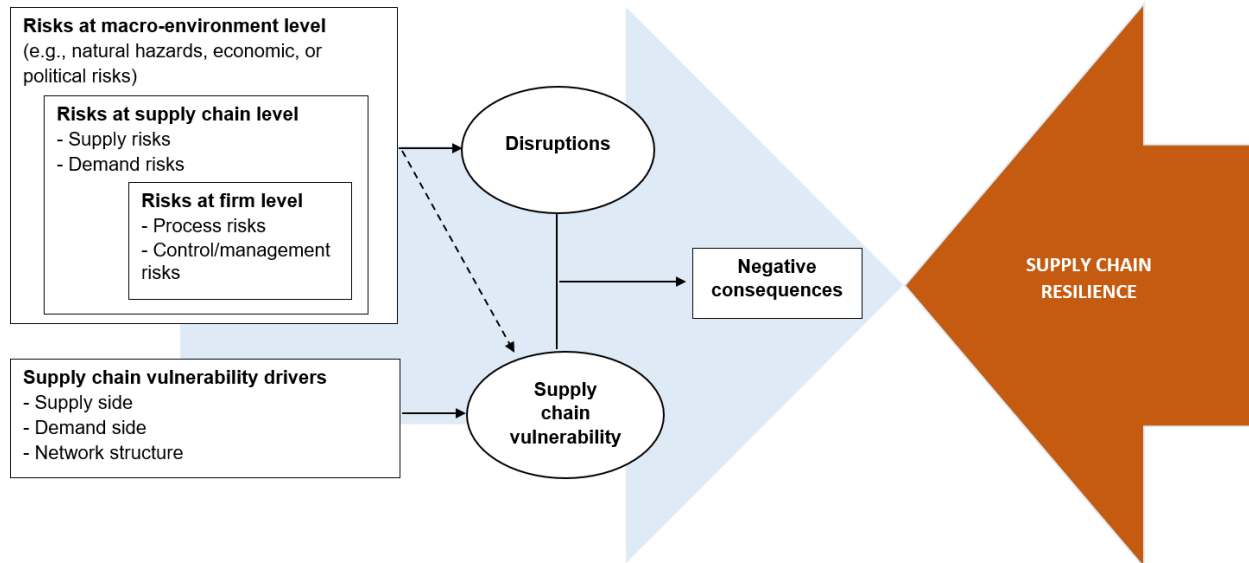 Risks at macro-environment level
(e.g., natural hazards, economic, or
political risks)
Risks at supply chain level
- Supply risks
- Demand risks
Risks at firm level
- Process risks
- Control/management
risks
Disruptions
Negative
consequences
SUPPLY CHAIN
RESILIENCE
Supply chain vulnerability drivers
- Supply side
- Demand side
- Network structure
Supply
chain
vulnerability